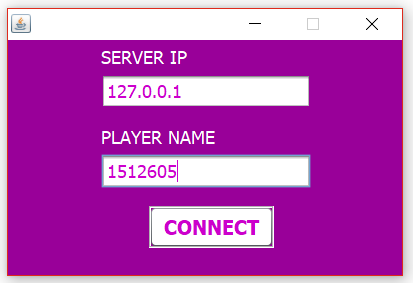 SERVER IP
127.0.0.1
PLAYER NAME
1512605
CONNECT